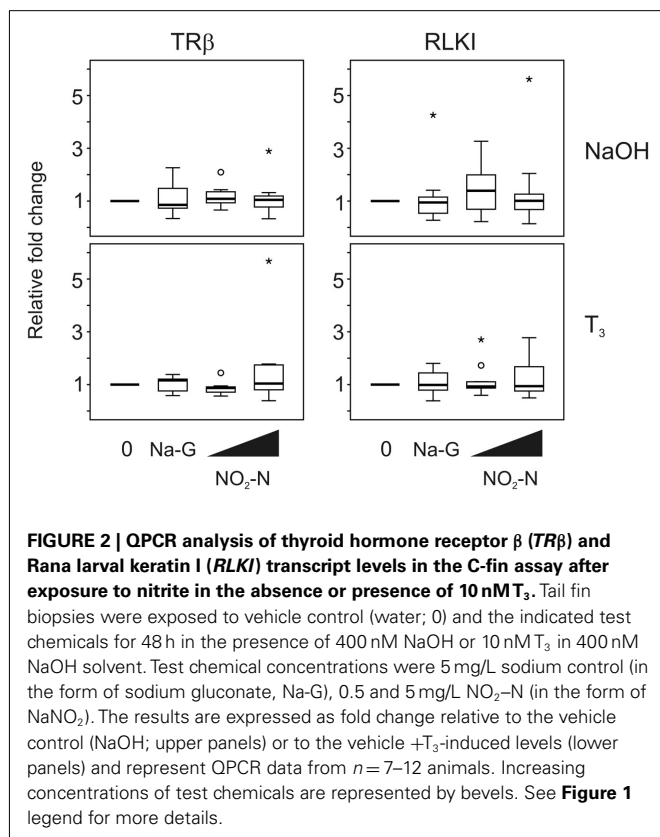 TRβ
RLKI
Relative fold change
5
3
1
5
3
1
NaOH
5
3
1
5
3
1
T₃
0
Na-G
NO₂-N
0
Na-G
NO₂-N
FIGURE 2 | QPCR analysis of thyroid hormone receptor β (TRβ) and
Rana larval keratin I (RLKI) transcript levels in the C-fin assay after
exposure to nitrite in the absence or presence of 10 nM T₃. Tail fin
biopsies were exposed to vehicle control (water; 0) and the indicated test
chemicals for 48 h in the presence of 400 nM NaOH or 10 nM T₃ in 400 nM
NaOH solvent. Test chemical concentrations were 5 mg/L sodium control (in
the form of sodium gluconate, Na-G), 0.5 and 5 mg/L NO₂–N (in the form of
NaNO₂). The results are expressed as fold change relative to the vehicle
control (NaOH; upper panels) or to the vehicle +T₃-induced levels (lower
panels) and represent QPCR data from n = 7–12 animals. Increasing
concentrations of test chemicals are represented by bevels. See Figure 1
legend for more details.